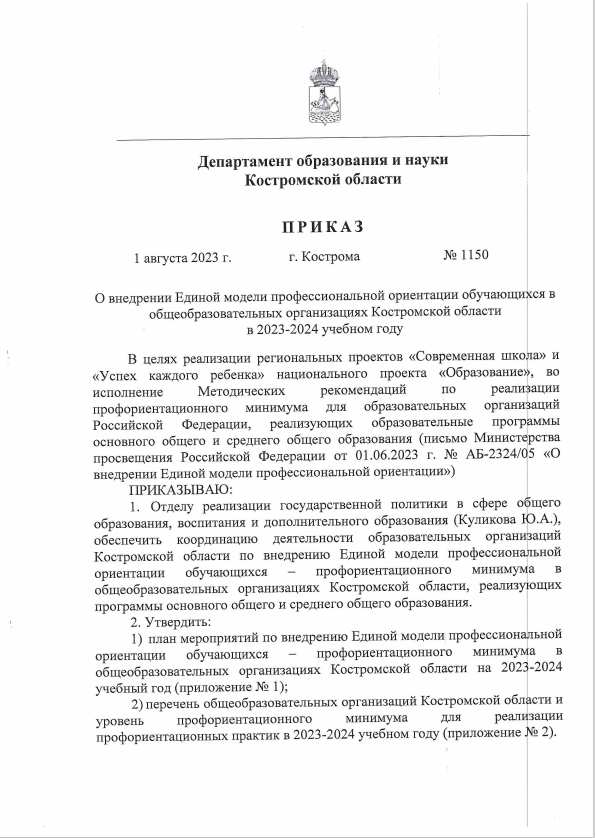 Департамент образования и науки
Костромской области
ПРИКАЗ
1 августа 2023 г. г. Кострома № 1150
О внедрении Единой модели профессиональной ориентации обучающихся в
общеобразовательных организациях Костромской области
в 2023-2024 учебном году
В целях реализации региональных проектов «Современная школа» и
«Успех каждого ребенка» национального проекта «Образование», во
исполнение Методических рекомендаций по реализации
профориентационного минимума для образовательных организаций
Российской Федерации, реализующих образовательные программы
основного общего и среднего общего образования (письмо Министерства
просвещения Российской Федерации от 01.06.2023 г. № АБ-2324/05 «О
внедрении Единой модели профессиональной ориентации»)
ПРИКАЗЫВАЮ:
1. Отделу реализации государственной политики в сфере общего
образования, воспитания и дополнительного образования (Куликова Ю.А.),
обеспечить координацию деятельности образовательных организаций
Костромской области по внедрению Единой модели профессиональной
ориентации обучающихся – профориентационного минимума в
общеобразовательных организациях Костромской области, реализующих
программы основного общего и среднего общего образования.
2. Утвердить:
1) план мероприятий по внедрению Единой модели профессиональной
ориентации обучающихся – профориентационного минимума в
общеобразовательных организациях Костромской области на 2023-2024
учебный год (приложение № 1);
2) перечень общеобразовательных организаций Костромской области и
уровень профориентационного минимума для реализации
профориентационных практик в 2023-2024 учебном году (приложение № 2).